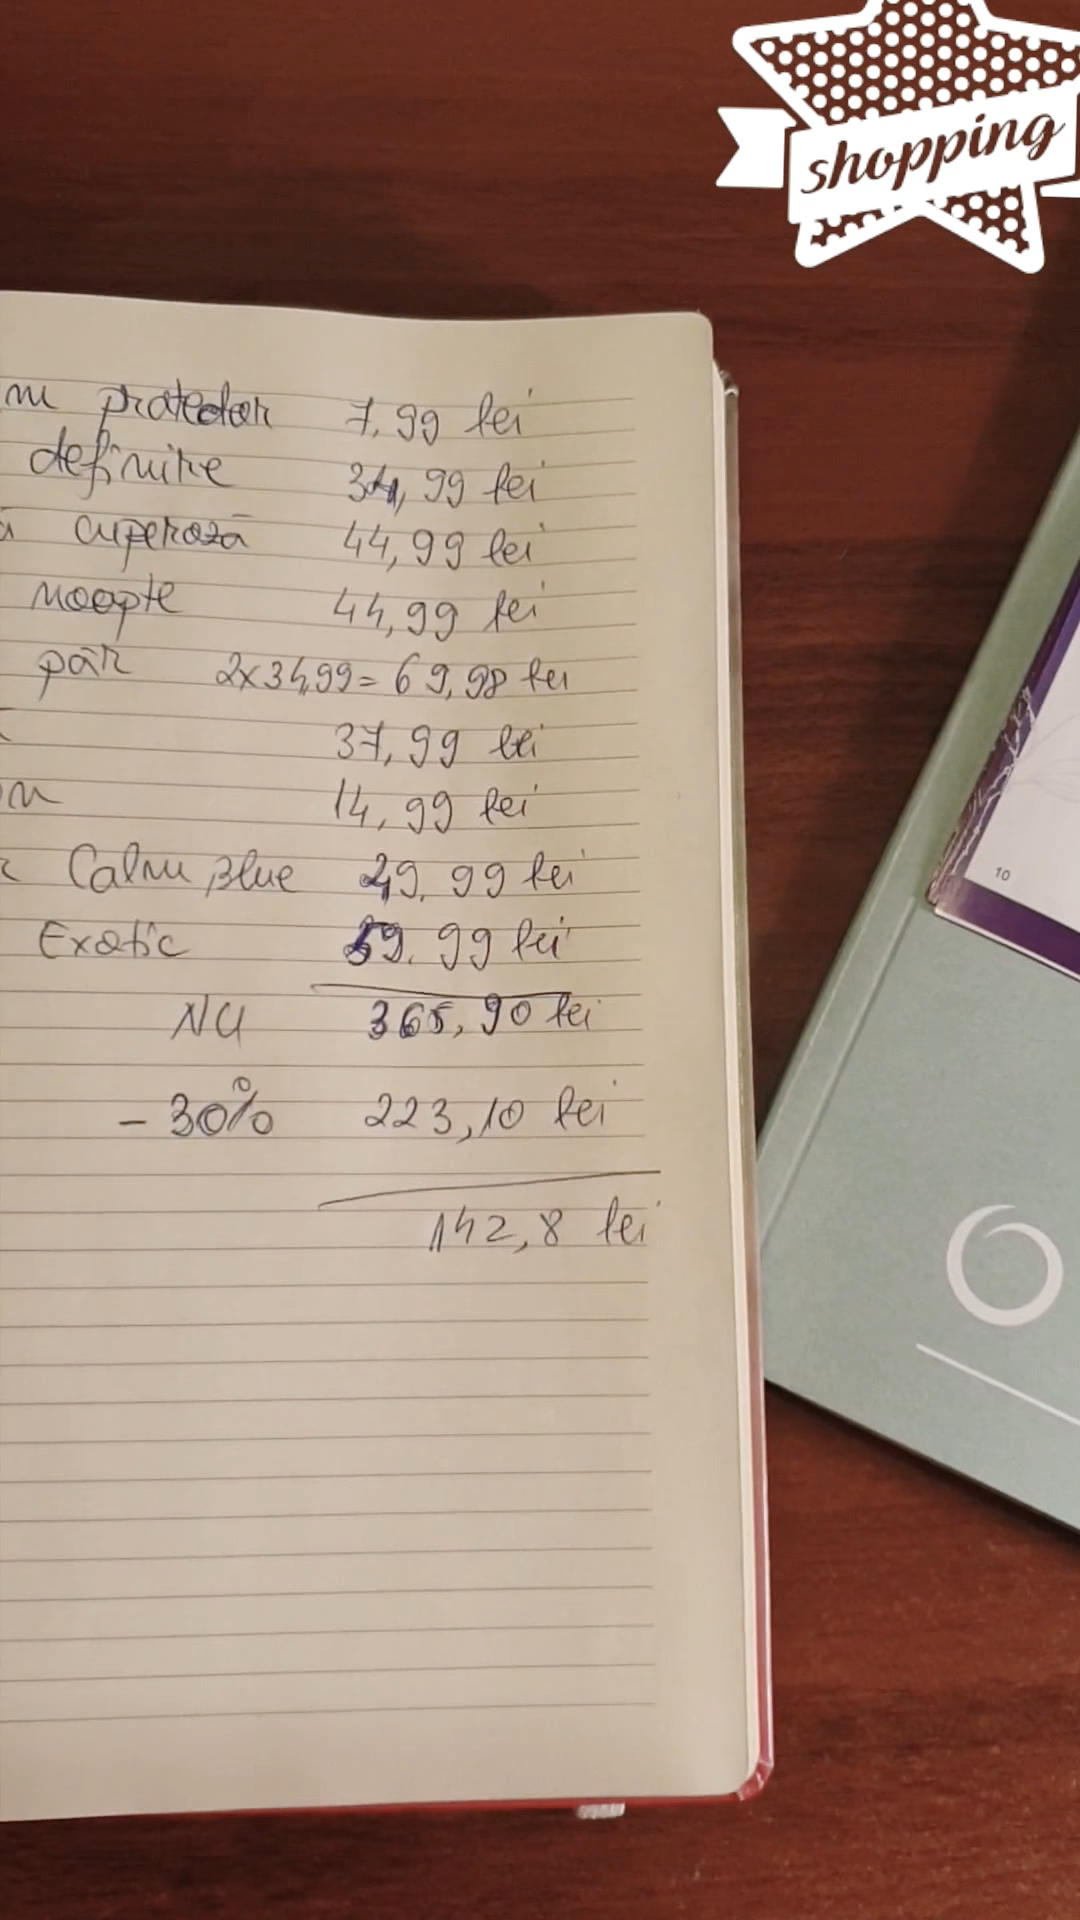 shopping
protector 7,99 lei
definire 34,99 lei
cuperoză 44,99 lei
noapte 44,99 lei
păr 2x34,99= 69,98 lei
37,99 lei
14,99 lei
Calm Blue 49.99 lei
Exotic 59.99 lei
NU 365,90 lei
- 30% 223,10 lei
142,8 lei
10